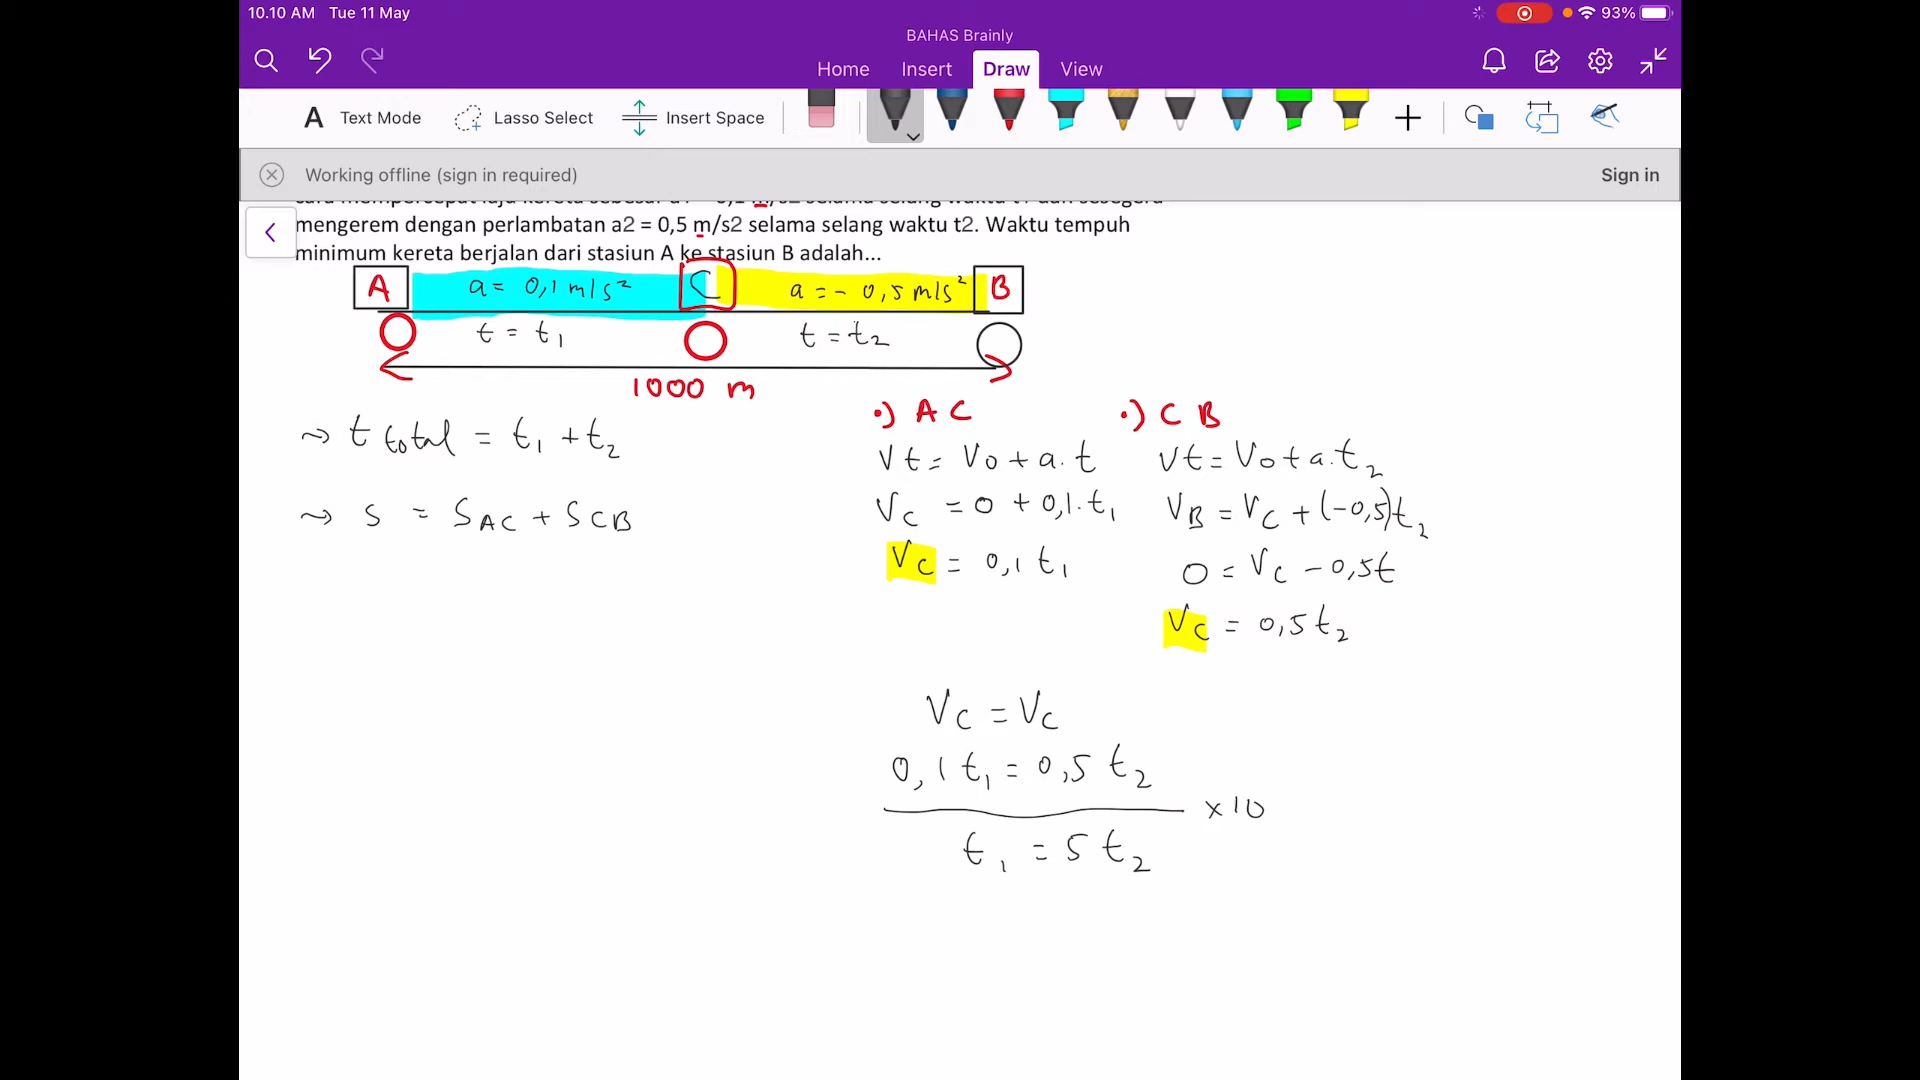 10.10 AM Tue 11 May
93%
BAHAS Brainly
Home Insert Draw View
A Text Mode Lasso Select Insert Space
Working offline (sign in required) Sign in
mengerem dengan perlambatan a2 = 0,5 m/s2 selama selang waktu t2. Waktu tempuh
minimum kereta berjalan dari stasiun A ke stasiun B adalah...
A a = 0,1 m/s² C a = - 0,5 m/s² B
t = t₁ t = t₂
1000 m
•) AC •) CB
t total = t₁ + t₂
Vt = Vo + a. t Vt = Vo + a. t₂
s = S AC + S CB
Vc = 0 + 0,1. t₁ VB = Vc + (-0,5)t₂
Vc = 0,1 t₁ 0 = Vc - 0,5t
Vc = 0,5 t₂
Vc = Vc
0,1 t₁ = 0,5 t₂
x10
t₁ = 5 t₂